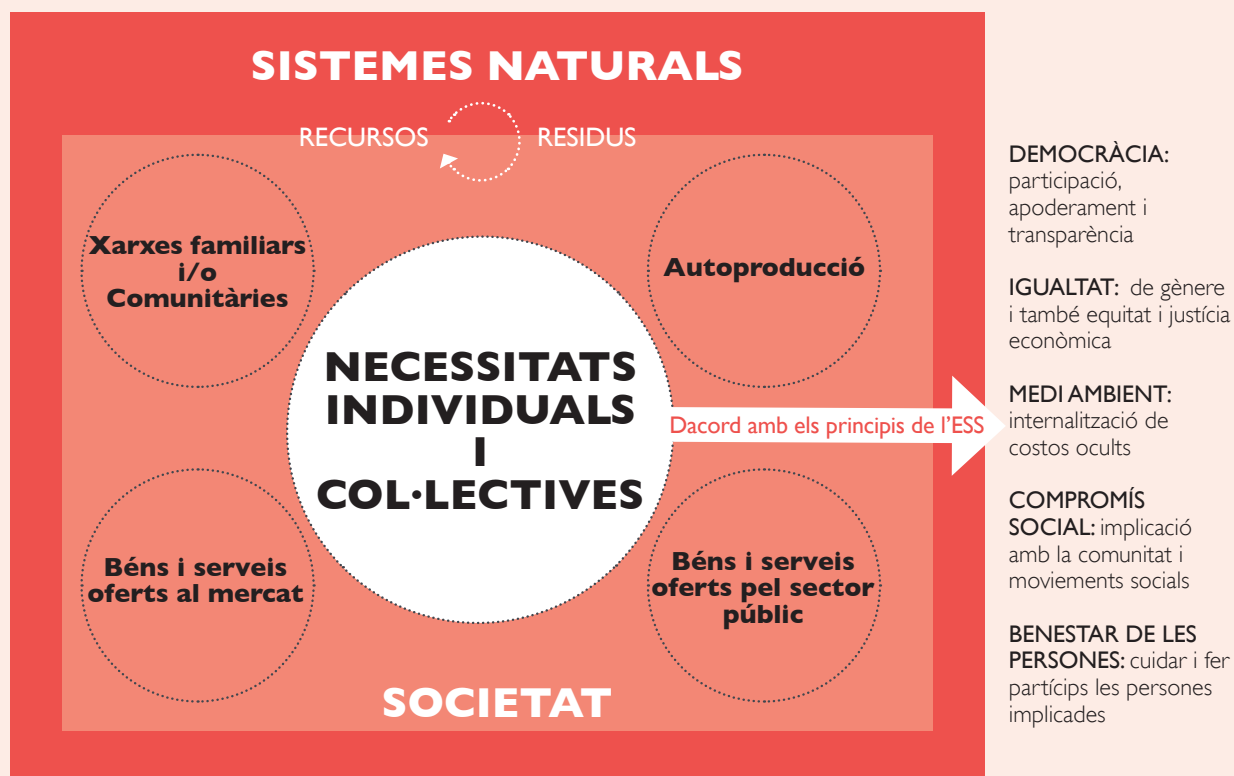 SISTEMES NATURALS
RECURSOS
RESIDUS
Xarxes familiars
i/o
Comunitàries
Autoproducció
NECESSITATS
INDIVIDUALS
I
COL·LECTIVES
Dacord amb els principis de l'ESS
Béns i serveis
oferts al mercat
Béns i serveis
oferts pel sector
públic
SOCIETAT
DEMOCRÀCIA:
participació,
apoderament i
transparència
IGUALTAT: de gènere
i també equitat i justícia
econòmica
MEDI AMBIENT:
internalització de
costos ocults
COMPROMÍS
SOCIAL: implicació
amb la comunitat i
moviements socials
BENESTAR DE LES
PERSONES: cuidar i fer
partícips les persones
implicades